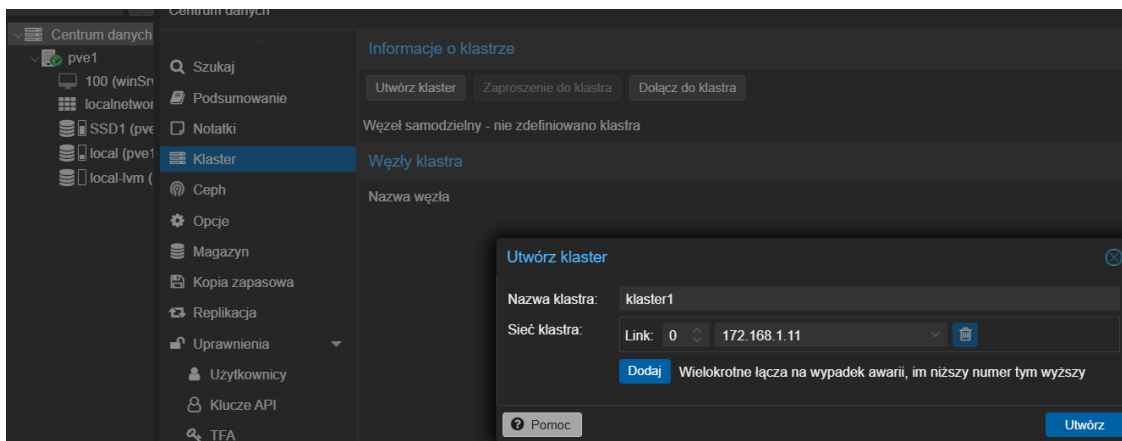 Centrum danych
Centrum danych
pve1
100 (winSrv
localnetwor
SSD1 (pve
local (pve1
local-lvm (
Szukaj
Podsumowanie
Notatki
Klaster
Ceph
Opcje
Magazyn
Kopia zapasowa
Replikacja
Uprawnienia
Użytkownicy
Klucze API
TFA
Informacje o klastrze
Utwórz klaster Zaproszenie do klastra Dołącz do klastra
Węzeł samodzielny - nie zdefiniowano klastra
Węzły klastra
Nazwa węzła
Utwórz klaster
Nazwa klastra: klaster1
Sieć klastra: Link: 0 172.168.1.11
Dodaj Wielokrotne łącza na wypadek awarii, im niższy numer tym wyższy
Pomoc Utwórz